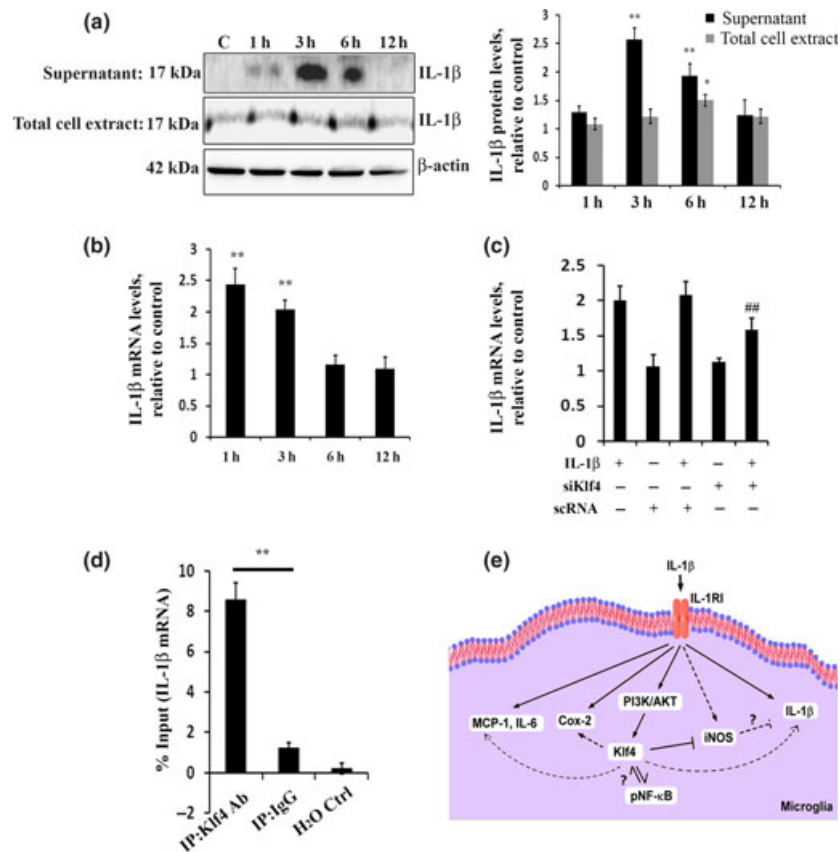 (a)
C 1 h 3 h 6 h 12 h
Supernatant: 17 kDa IL-1β
Total cell extract: 17 kDa IL-1β
42 kDa β-actin
IL-1β protein levels,
relative to control
3
2.5
2
1.5
1
0.5
0
** ** *
Supernatant
Total cell extract
1 h 3 h 6 h 12 h
(b)
IL-1β mRNA levels,
relative to control
3
2.5
2
1.5
1
0.5
0
** **
1 h 3 h 6 h 12 h
(c)
IL-1β mRNA levels,
relative to control
2.5
2
1.5
1
0.5
0
##
IL-1β + – + – +
siKlf4 – – – + +
scRNA – + + – –
(d)
% Input (IL-1β mRNA)
10
8
6
4
2
0
–2
**
IP:Klf4 Ab IP:IgG H₂O Ctrl
(e)
IL-1β
IL-1RI
PI3K/AKT
MCP-1, IL-6 Cox-2 iNOS ? IL-1β
Klf4
?
pNF-κB
Microglia